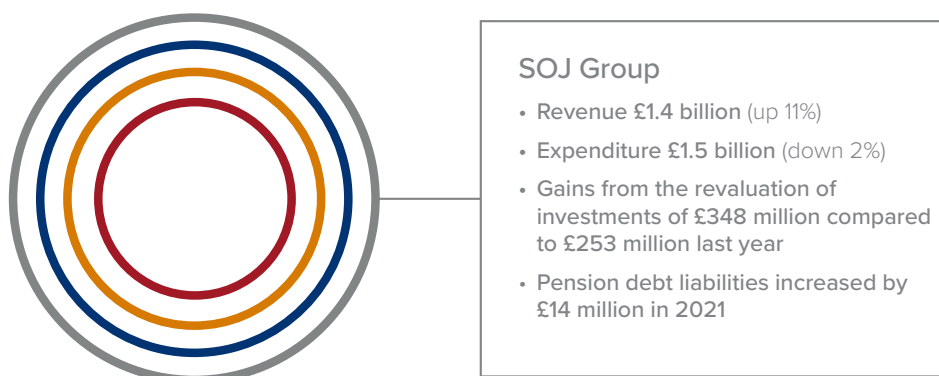 SOJ Group
• Revenue £1.4 billion (up 11%)
• Expenditure £1.5 billion (down 2%)
• Gains from the revaluation of
investments of £348 million compared
to £253 million last year
• Pension debt liabilities increased by
£14 million in 2021